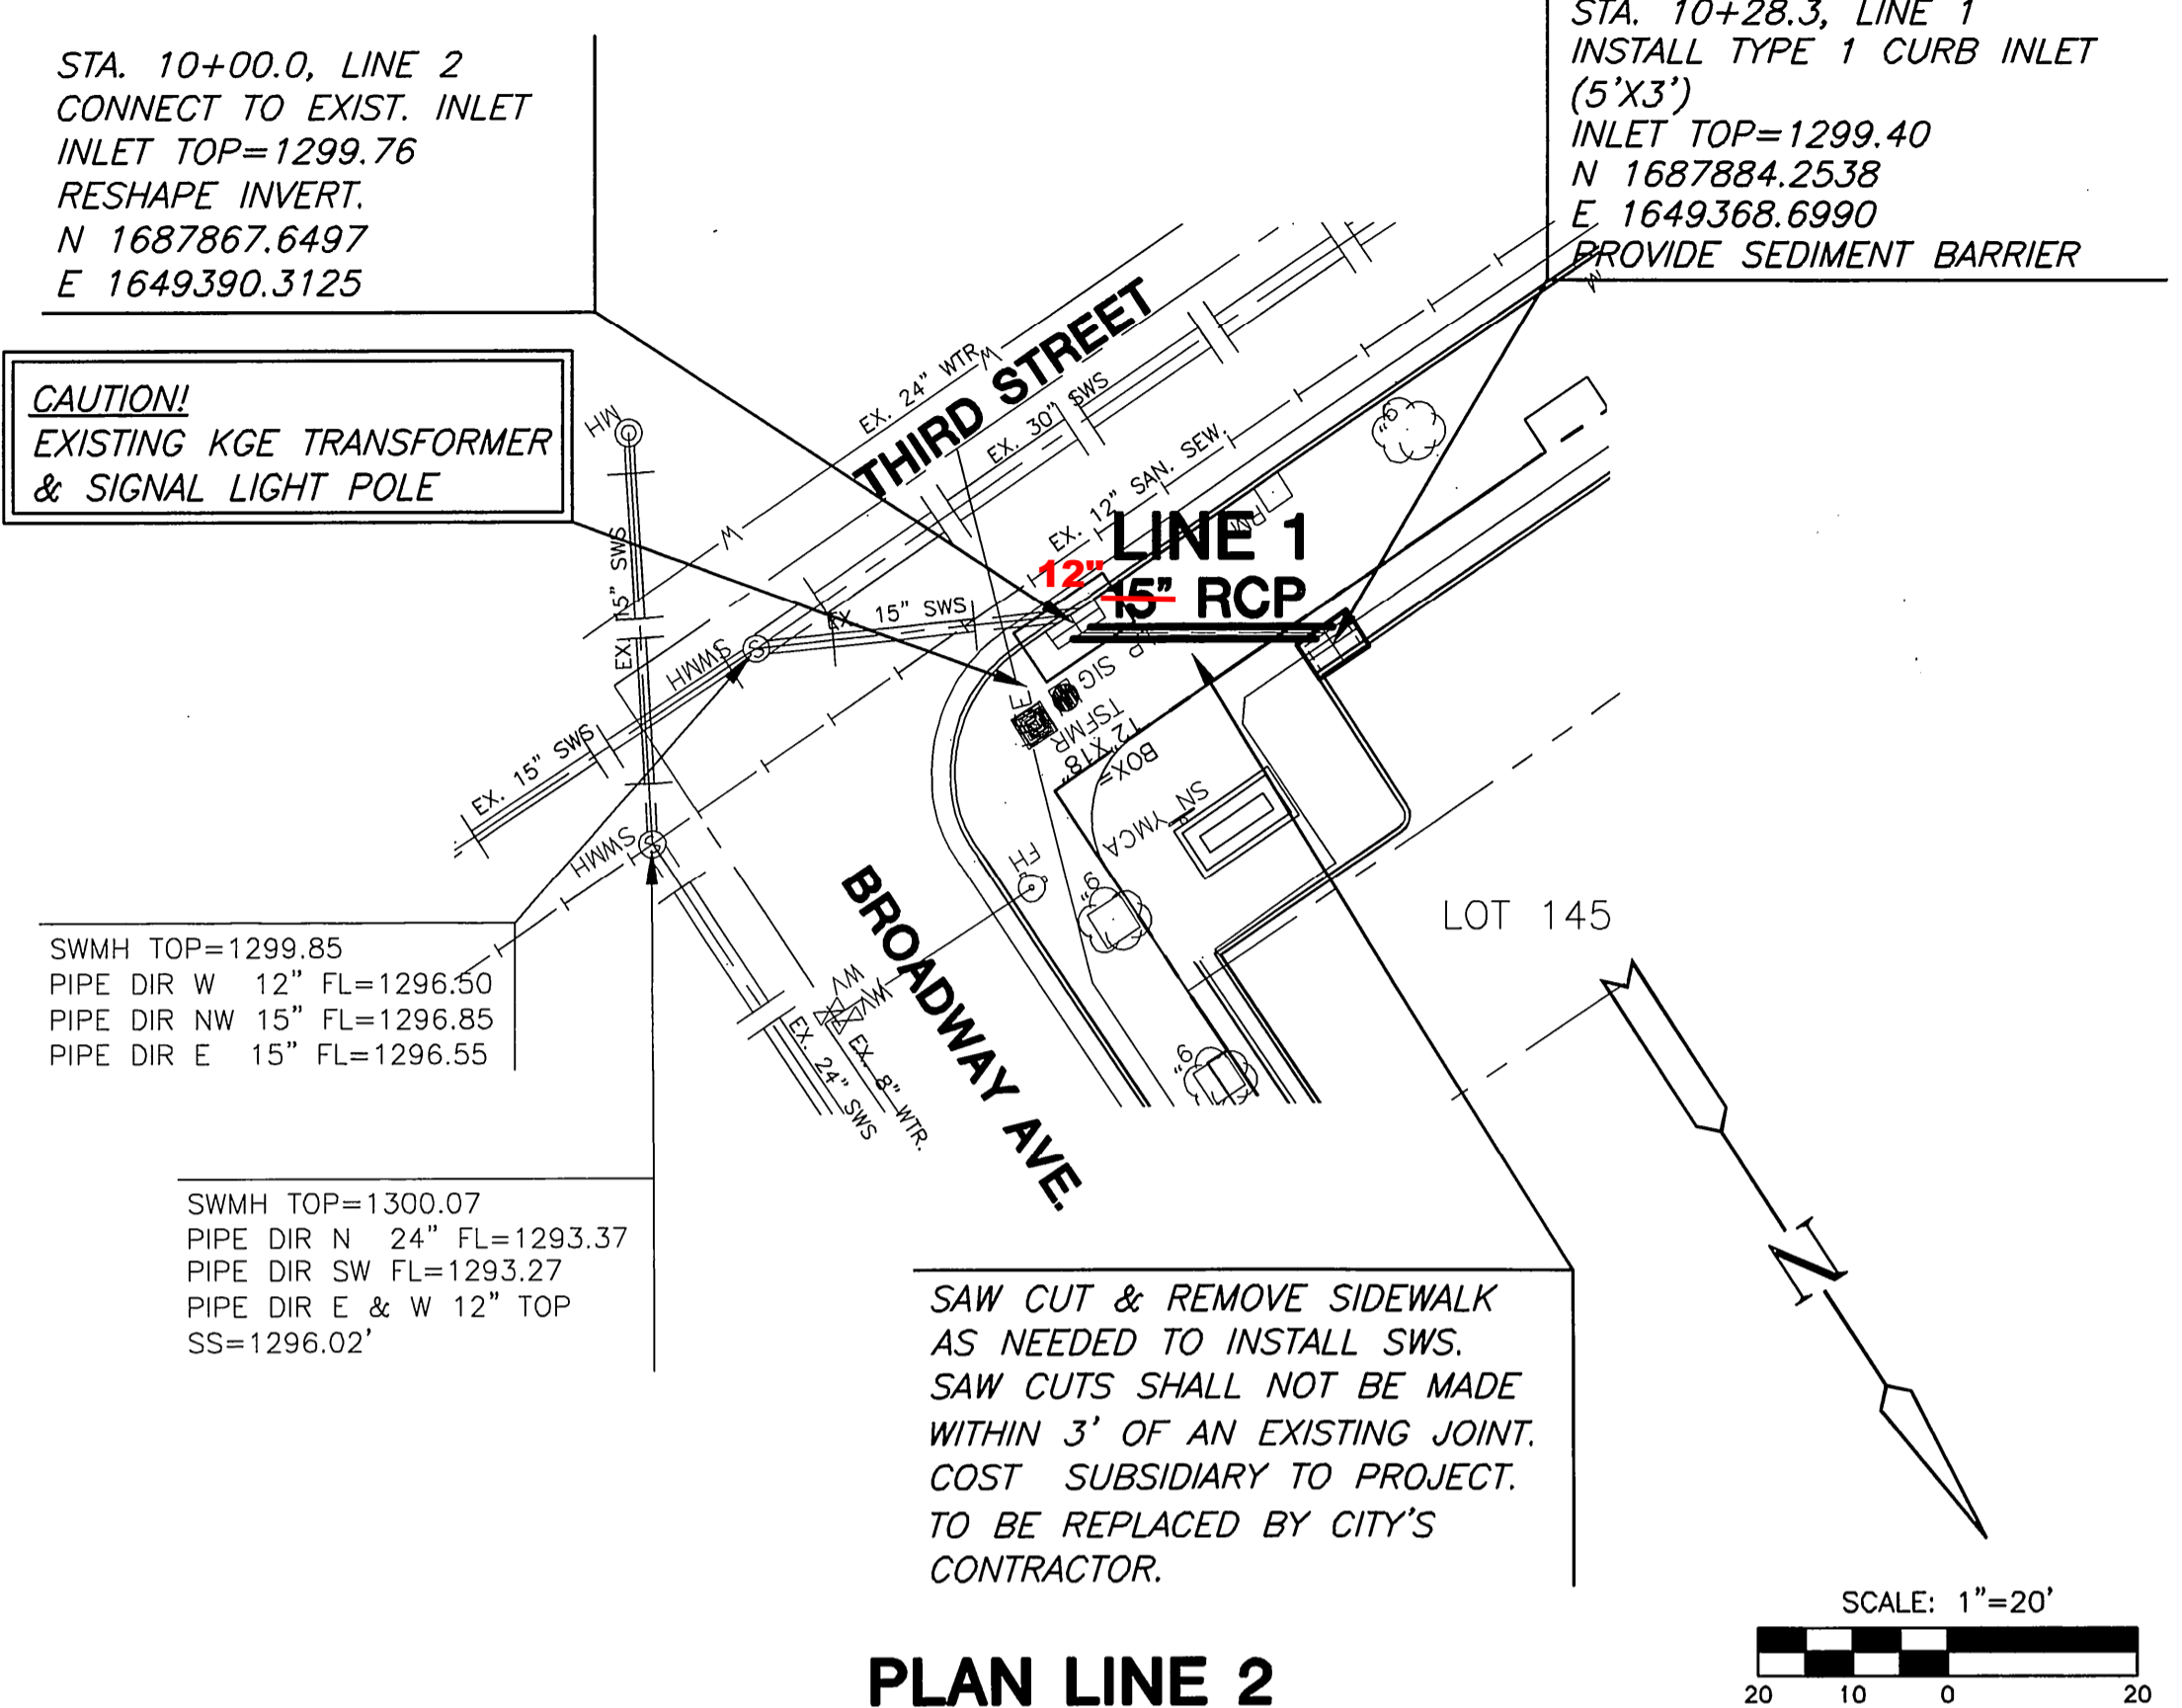 STA. 10+00.0, LINE 2
CONNECT TO EXIST. INLET
INLET TOP=1299.76
RESHAPE INVERT.
N 1687867.6497
E 1649390.3125
STA. 10+28.3, LINE 1
INSTALL TYPE 1 CURB INLET
(5'X3')
INLET TOP=1299.40
N 1687884.2538
E 1649368.6990
PROVIDE SEDIMENT BARRIER
CAUTION!
EXISTING KGE TRANSFORMER
& SIGNAL LIGHT POLE
MH
EX. 15" SWS
EX. 24" WTR.
W
THIRD STREET
EX. 30" SWS
EX. 12" SAN. SEW.
6"
W
LINE 1
12"
15" RCP
EX. 15" SWS
SWMH
S
E
SIG
TSFMR
12"X18"
BOX=
EX. 15" SWS
SWMH
S
YMCA
SN
FH
6"
BROADWAY AVE.
LOT 145
WV
WV
EX. 24" SWS
EX. 8" WTR.
6"
SWMH TOP=1299.85
PIPE DIR W 12" FL=1296.50
PIPE DIR NW 15" FL=1296.85
PIPE DIR E 15" FL=1296.55
SWMH TOP=1300.07
PIPE DIR N 24" FL=1293.37
PIPE DIR SW FL=1293.27
PIPE DIR E & W 12" TOP
SS=1296.02'
SAW CUT & REMOVE SIDEWALK
AS NEEDED TO INSTALL SWS.
SAW CUTS SHALL NOT BE MADE
WITHIN 3' OF AN EXISTING JOINT.
COST SUBSIDIARY TO PROJECT.
TO BE REPLACED BY CITY'S
CONTRACTOR.
N
SCALE: 1"=20'
20 10 0 20
PLAN LINE 2